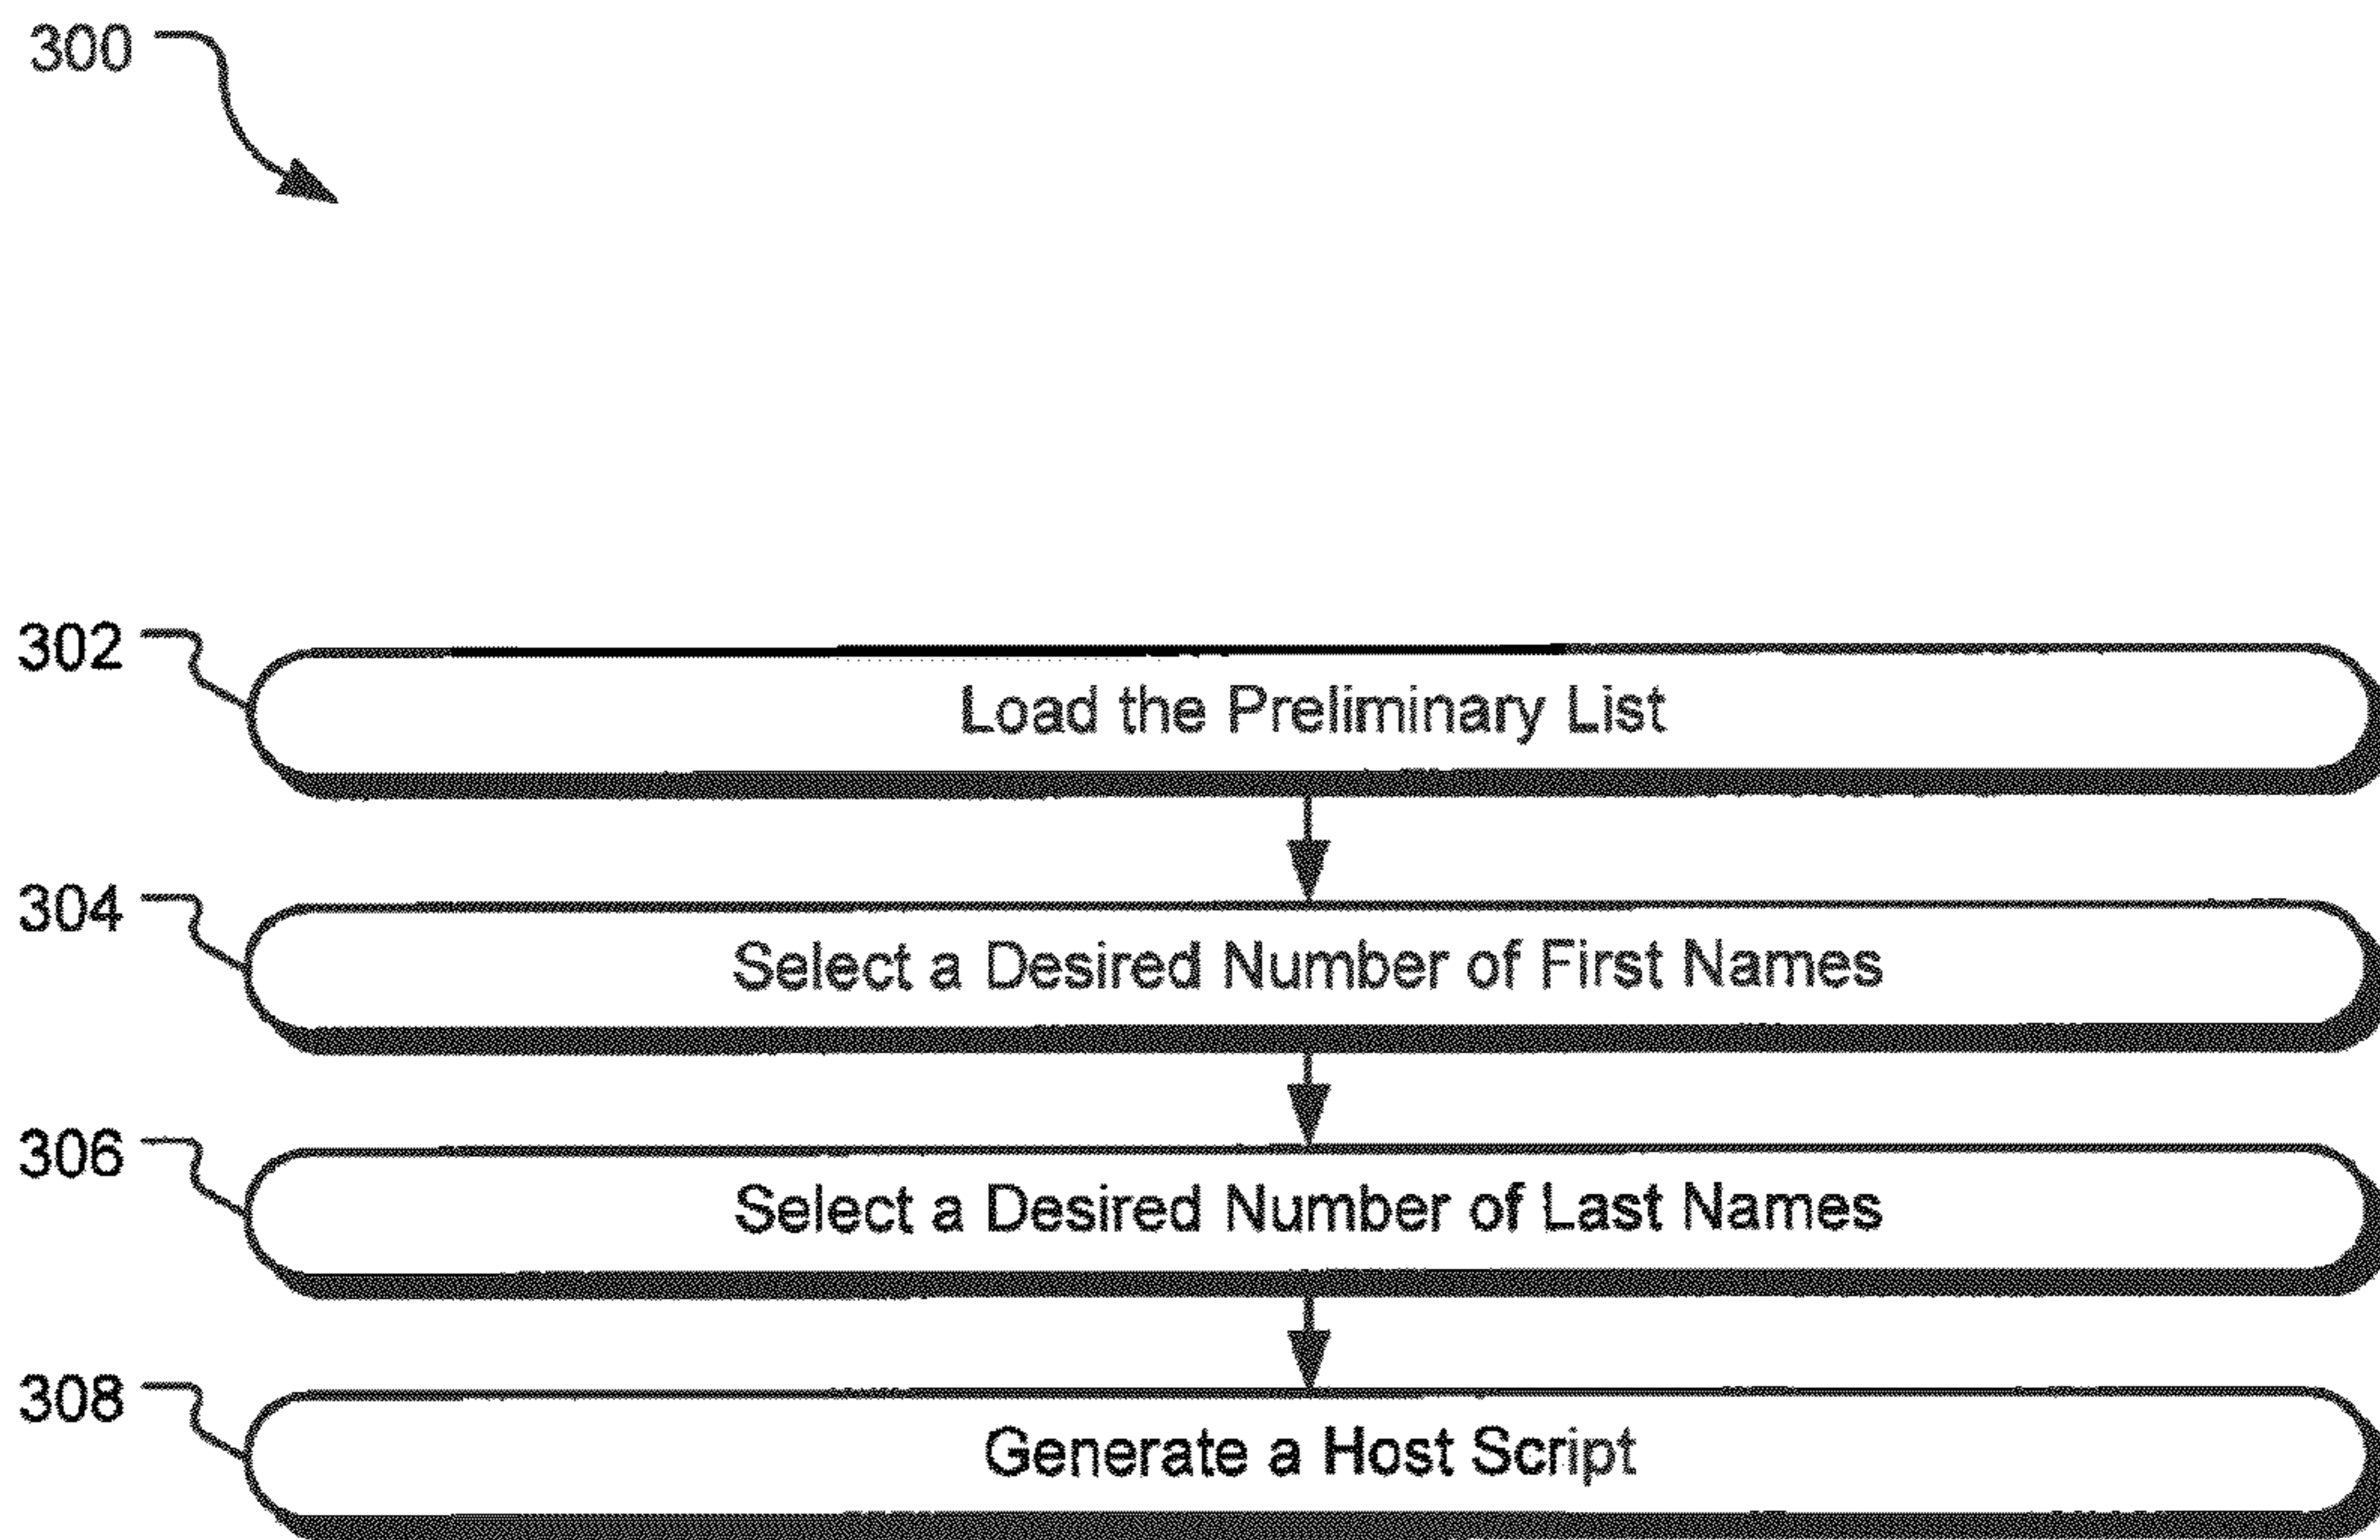 300
302
Load the Preliminary List
304
Select a Desired Number of First Names
306
Select a Desired Number of Last Names
308
Generate a Host Script